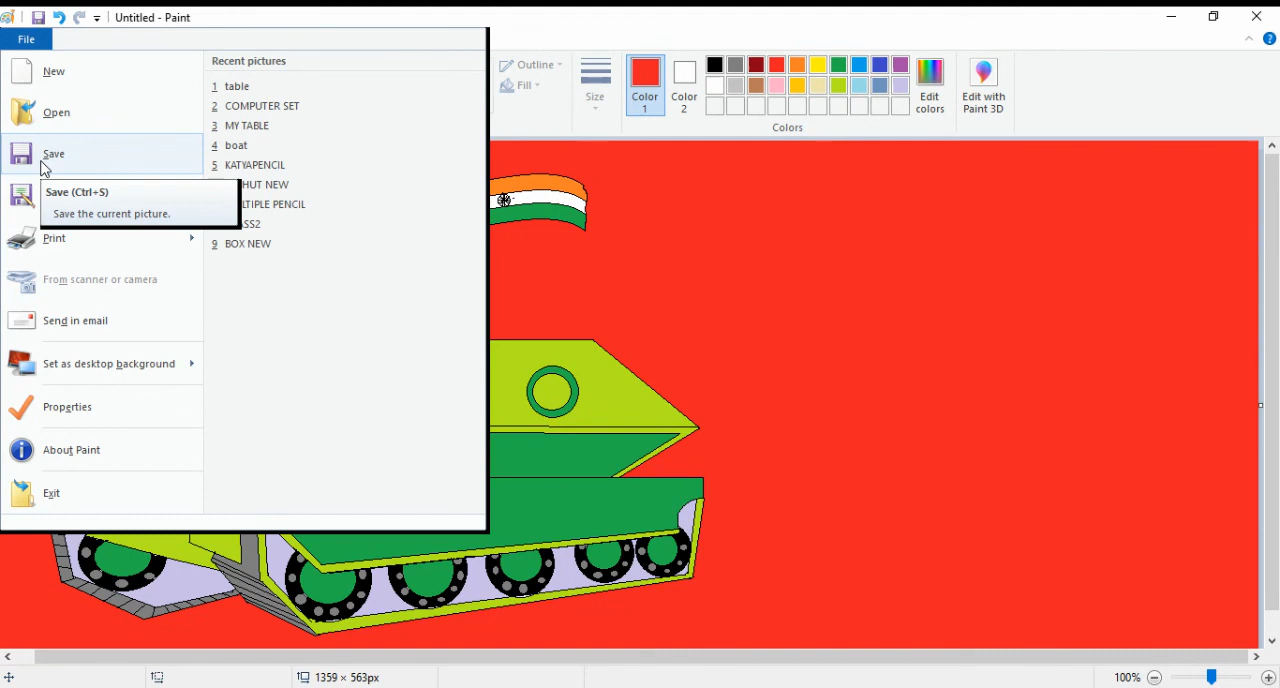 Untitled - Paint
File
New
Open
Save
Save (Ctrl+S)
Save the current picture.
Print
From scanner or camera
Send in email
Set as desktop background
Properties
About Paint
Exit
Recent pictures
1 table
2 COMPUTER SET
3 MY TABLE
4 boat
5 KATYAPENCIL
HUT NEW
LTIPLE PENCIL
ASS2
9 BOX NEW
Outline
Fill
Size
Color
1
Color
2
Edit
colors
Edit with
Paint 3D
Colors
1359 × 563px
100%